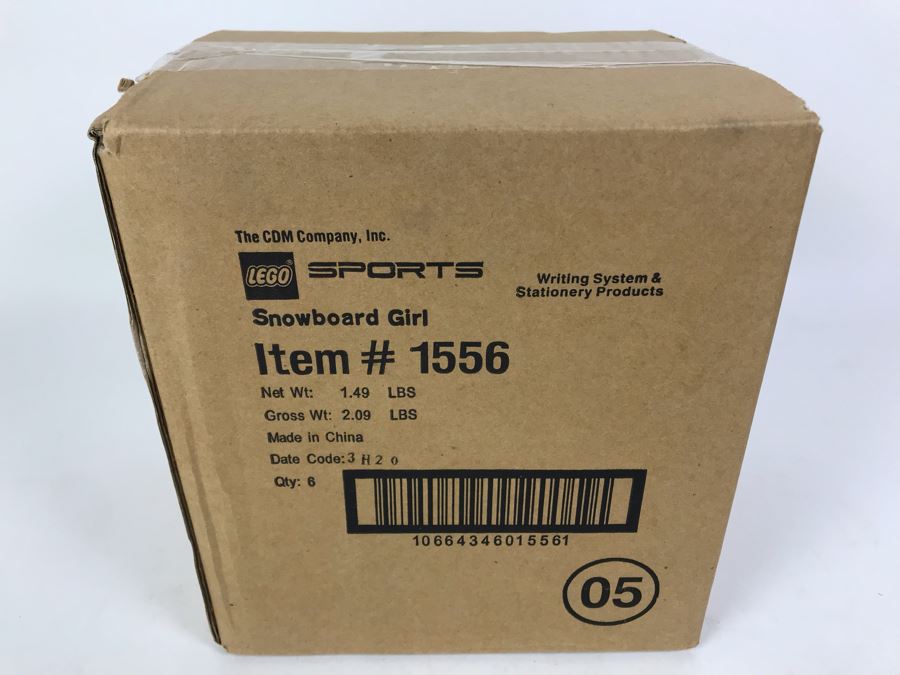 The CDM Company, Inc.
LEGO® SPORTS
Writing System &
Stationery Products
Snowboard Girl
Item # 1556
Net Wt: 1.49 LBS
Gross Wt: 2.09 LBS
Made in China
Date Code: 3 H 2 0
Qty: 6
10664346015561
05